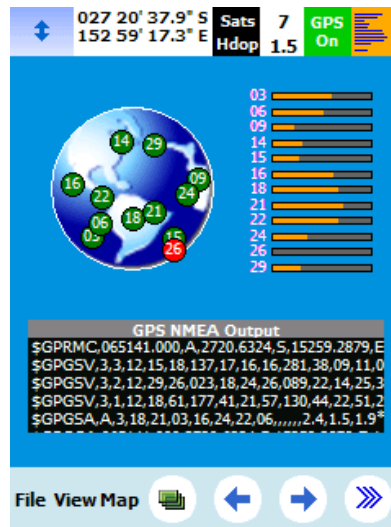 027 20' 37.9" S Sats 7 GPS
152 59' 17.3" E Hdop 1.5 On
03
06
09
14
15
16
18
21
22
24
26
29
14 29
16 09
22 24
06 18 21
03 15
26
GPS NMEA Output
$GPRMC,065141.000,A,2720.6324,S,15259.2879,E
$GPGSV,3,3,12,15,18,137,17,16,16,281,38,09,11,0
$GPGSV,3,2,12,29,26,023,18,24,26,089,22,14,25,3
$GPGSV,3,1,12,18,61,177,41,21,57,130,44,22,51,2
$GPGSA,A,3,18,21,03,16,24,22,06,,,,,,2.4,1.5,1.9*
File View Map